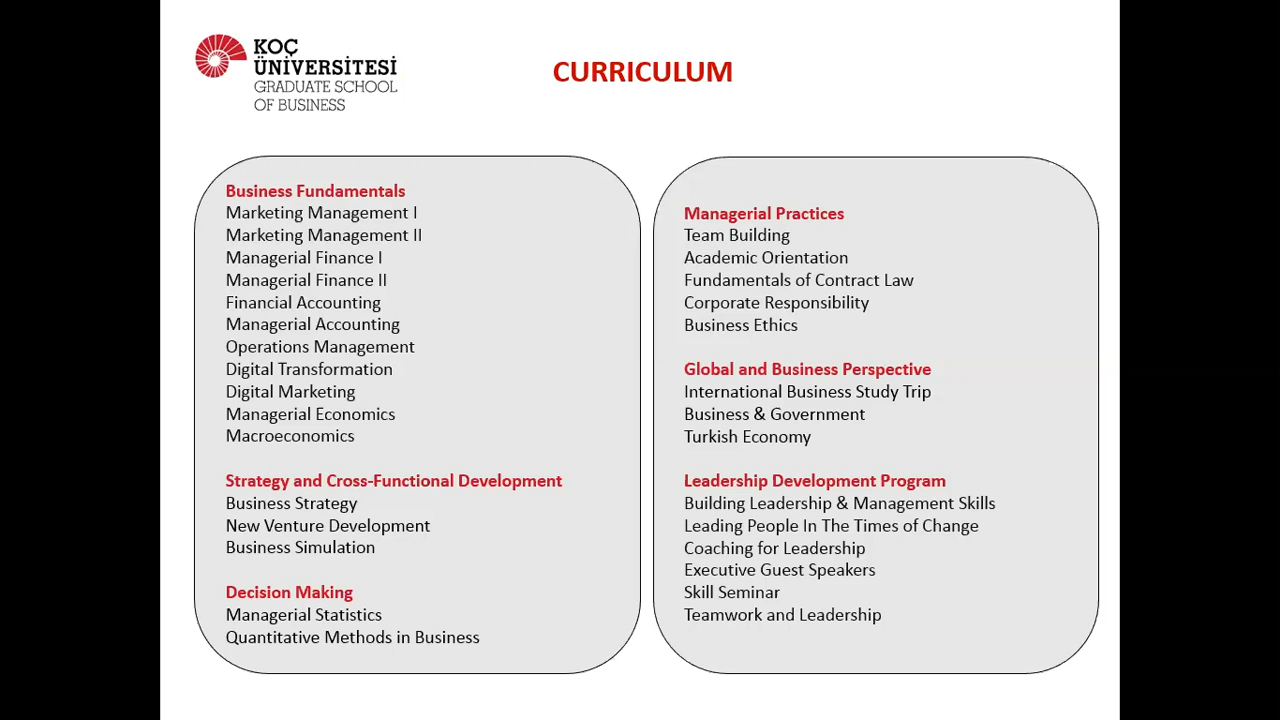 KOÇ
ÜNİVERSİTESİ
GRADUATE SCHOOL
OF BUSINESS
CURRICULUM
Business Fundamentals
Marketing Management I
Marketing Management II
Managerial Finance I
Managerial Finance II
Financial Accounting
Managerial Accounting
Operations Management
Digital Transformation
Digital Marketing
Managerial Economics
Macroeconomics
Strategy and Cross-Functional Development
Business Strategy
New Venture Development
Business Simulation
Decision Making
Managerial Statistics
Quantitative Methods in Business
Managerial Practices
Team Building
Academic Orientation
Fundamentals of Contract Law
Corporate Responsibility
Business Ethics
Global and Business Perspective
International Business Study Trip
Business & Government
Turkish Economy
Leadership Development Program
Building Leadership & Management Skills
Leading People In The Times of Change
Coaching for Leadership
Executive Guest Speakers
Skill Seminar
Teamwork and Leadership